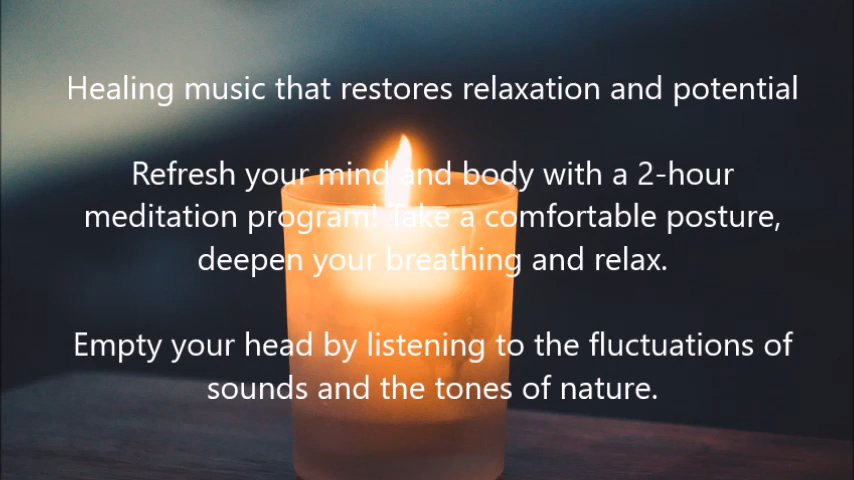 Healing music that restores relaxation and potential
Refresh your mind and body with a 2-hour
meditation program! Take a comfortable posture,
deepen your breathing and relax.
Empty your head by listening to the fluctuations of
sounds and the tones of nature.